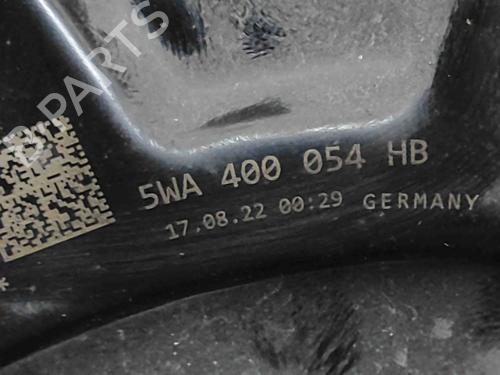 B PARTS
5WA 400 054 HB
17.08.22 00:29 GERMANY
*